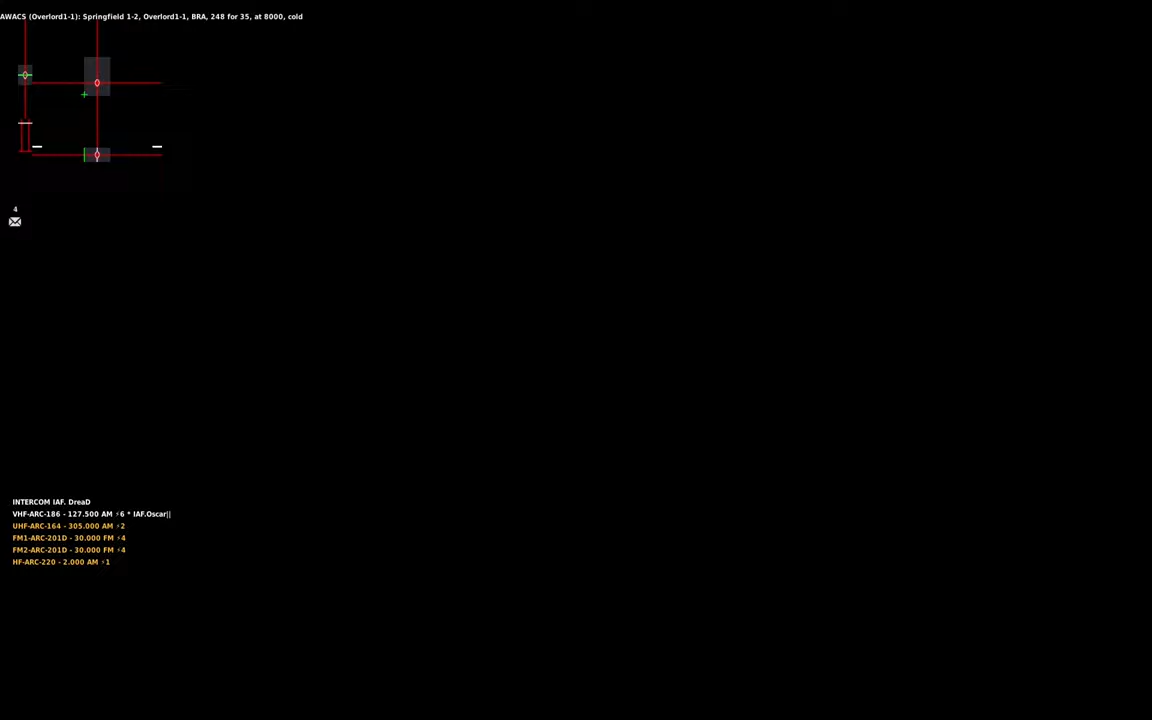 AWACS (Overlord1-1): Springfield 1-2, Overlord1-1, BRA, 248 for 35, at 8000, cold
4
INTERCOM IAF. DreaD
VHF-ARC-186 - 127.500 AM ⚡6 * IAF.Oscar||
UHF-ARC-164 - 305.000 AM ⚡2
FM1-ARC-201D - 30.000 FM ⚡4
FM2-ARC-201D - 30.000 FM ⚡4
HF-ARC-220 - 2.000 AM ⚡1